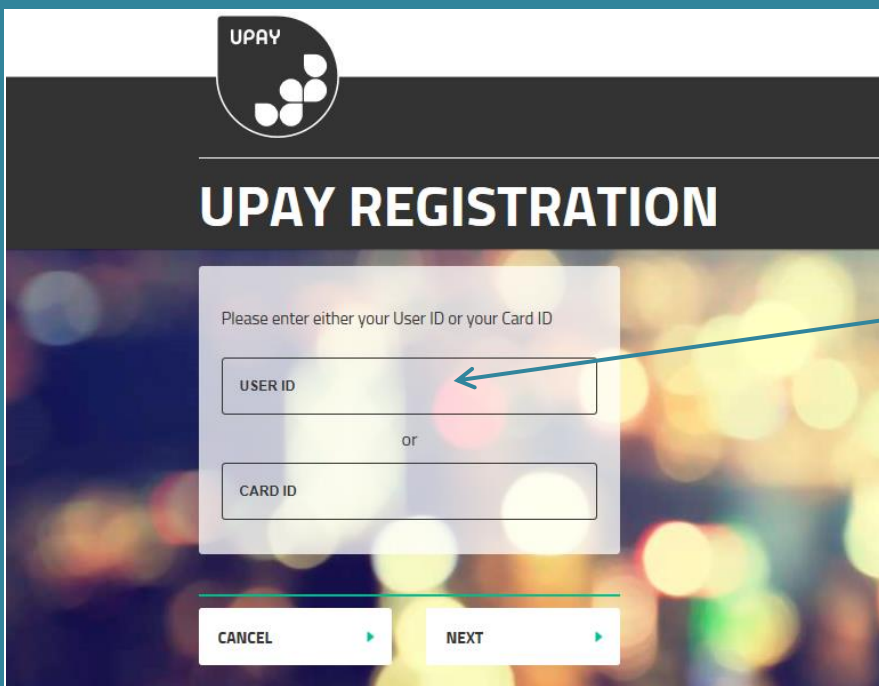 UPAY
UPAY REGISTRATION
Please enter either your User ID or your Card ID
USER ID
or
CARD ID
CANCEL
NEXT